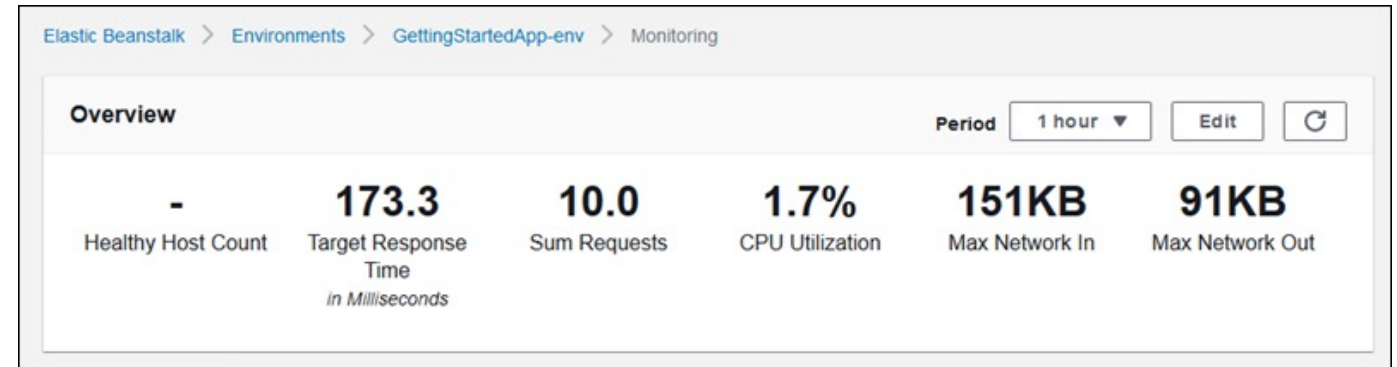 Elastic Beanstalk > Environments > GettingStartedApp-env > Monitoring
Overview
Period 1 hour ▼ Edit
- 173.3 10.0 1.7% 151KB 91KB
Healthy Host Count Target Response Sum Requests CPU Utilization Max Network In Max Network Out
Time
in Milliseconds